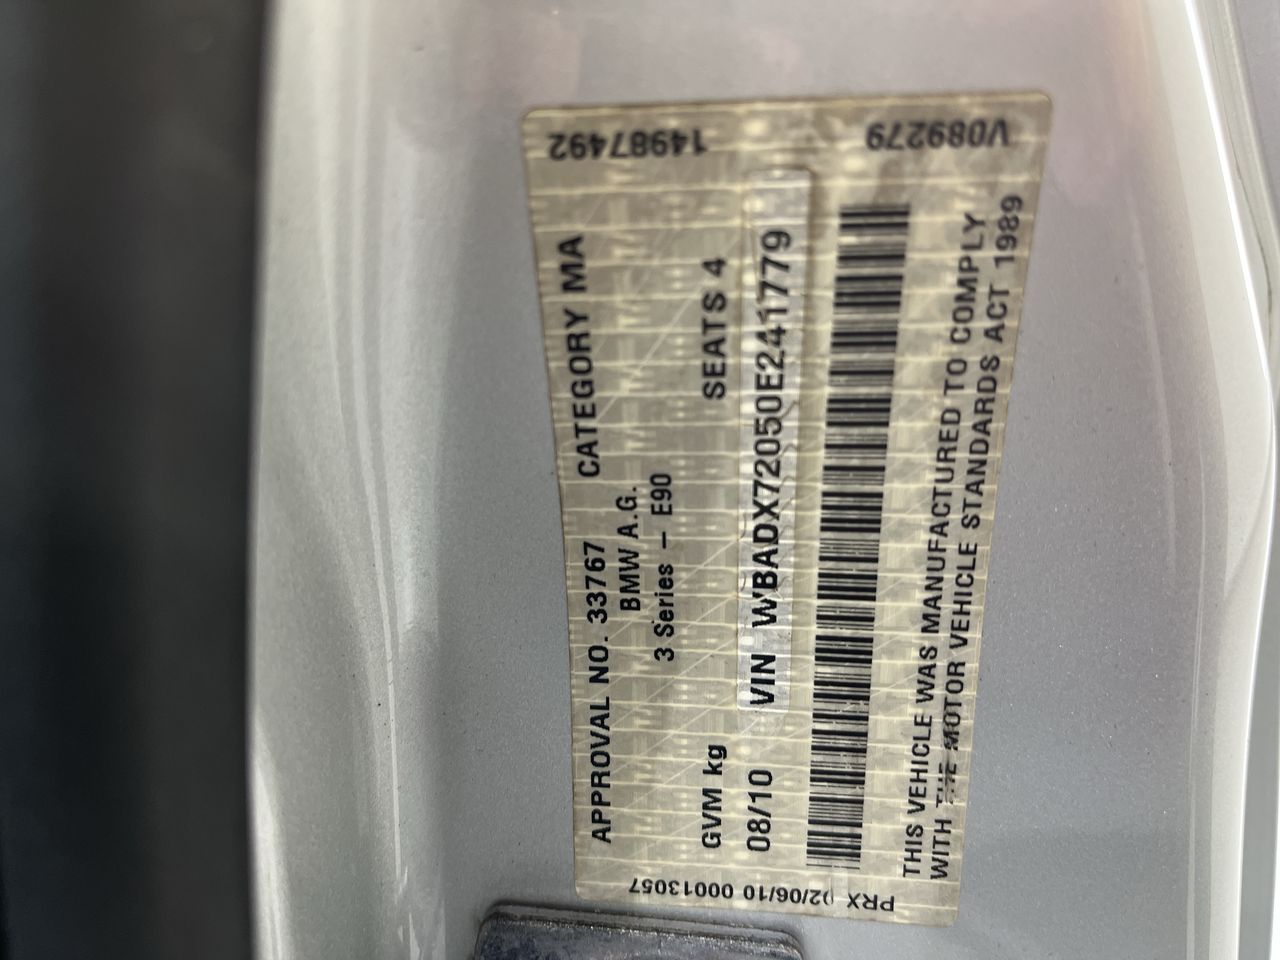 14987492
V089279
APPROVAL NO. 33767 CATEGORY MA
BMW A.G.
3 Series – E90
GVM kg SEATS 4
08/10 VIN WBADX72050E241779
THIS VEHICLE WAS MANUFACTURED TO COMPLY
WITH THE MOTOR VEHICLE STANDARDS ACT 1989
PRX 02/06/10 00013057